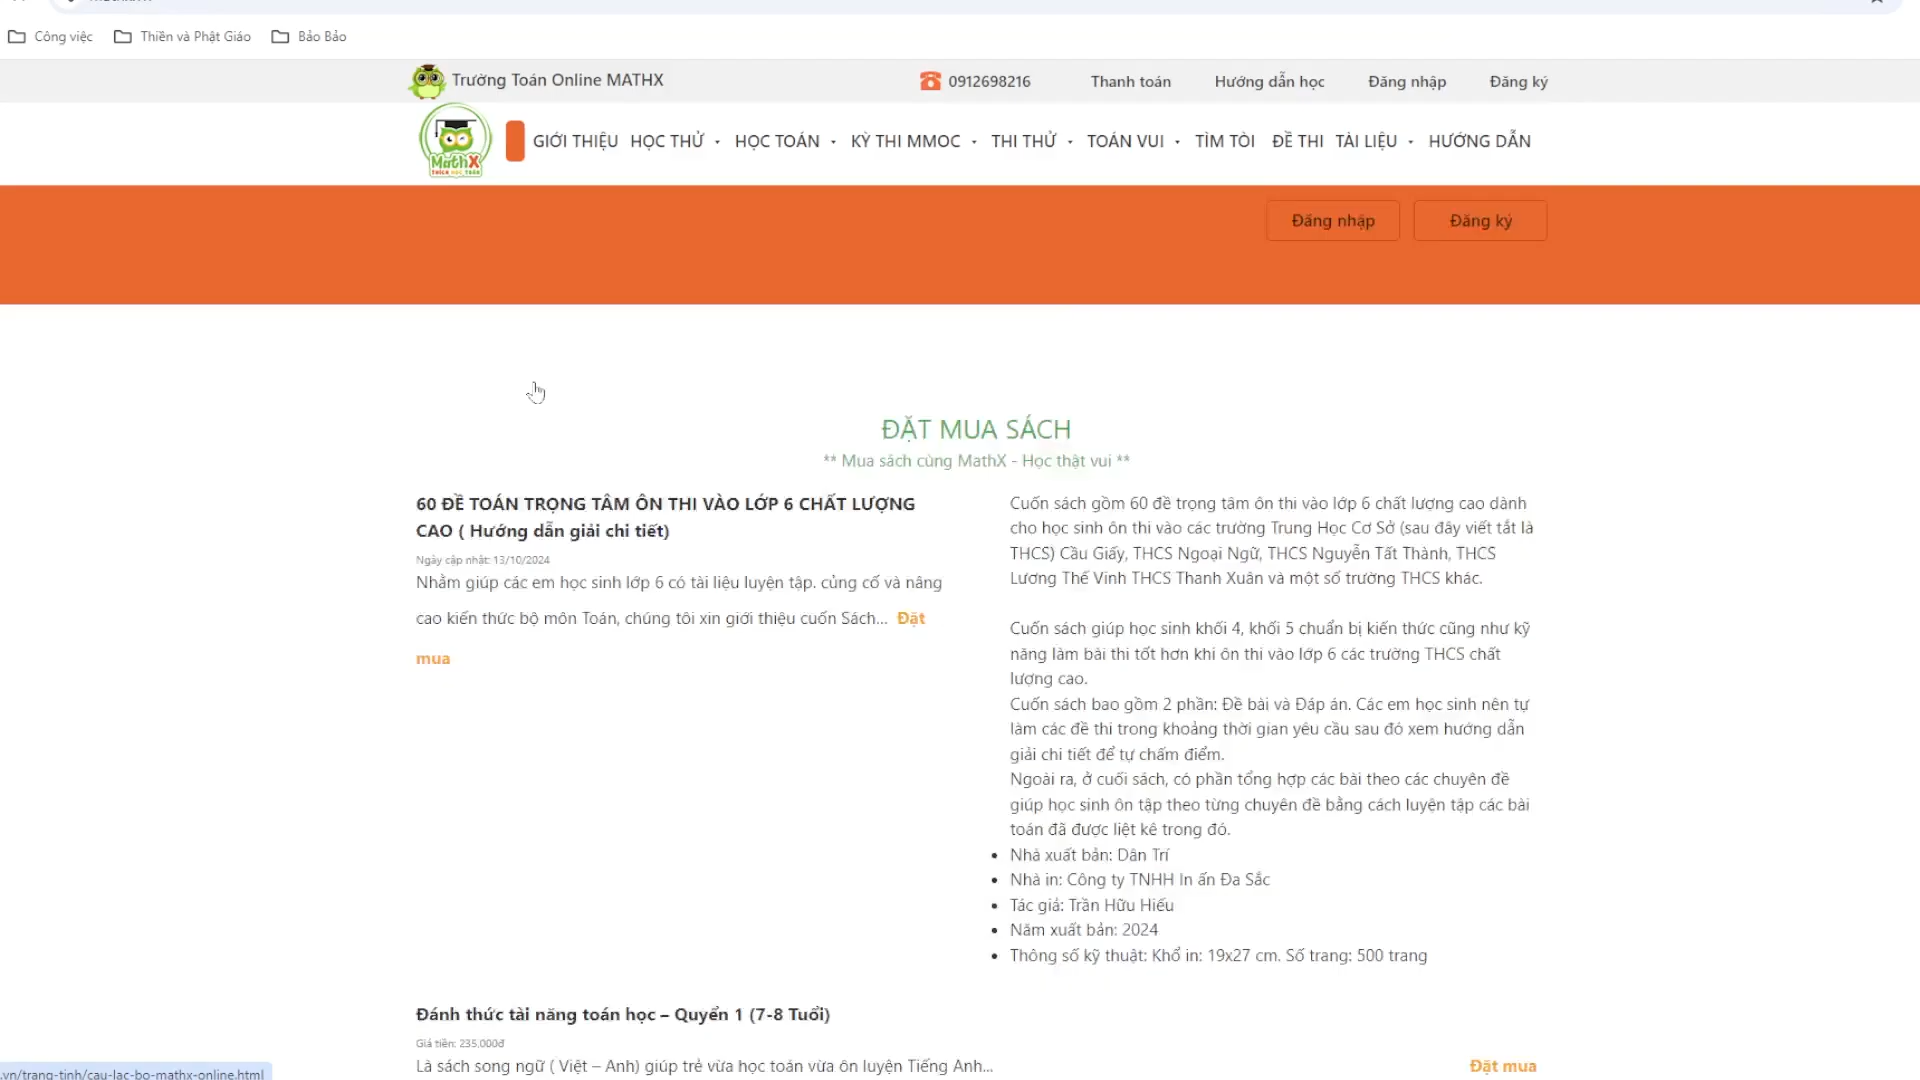 Công việc
Thiền và Phật Giáo
Bảo Bảo
Trường Toán Online MATHX
0912698216
Thanh toán
Hướng dẫn học
Đăng nhập
Đăng ký
MathX
THÍCH HỌC TOÁN
GIỚI THIỆU
HỌC THỬ
HỌC TOÁN
KỲ THI MMOC
THI THỬ
TOÁN VUI
TÌM TÒI
ĐỀ THI
TÀI LIỆU
HƯỚNG DẪN
Đăng nhập
Đăng ký
ĐẶT MUA SÁCH
** Mua sách cùng MathX - Học thật vui **
60 ĐỀ TOÁN TRỌNG TÂM ÔN THI VÀO LỚP 6 CHẤT LƯỢNG
CAO ( Hướng dẫn giải chi tiết)
Ngày cập nhật: 13/10/2024
Nhằm giúp các em học sinh lớp 6 có tài liệu luyện tập. củng cố và nâng
cao kiến thức bộ môn Toán, chúng tôi xin giới thiệu cuốn Sách... Đặt
mua
Cuốn sách gồm 60 đề trọng tâm ôn thi vào lớp 6 chất lượng cao dành
cho học sinh ôn thi vào các trường Trung Học Cơ Sở (sau đây viết tắt là
THCS) Cầu Giấy, THCS Ngoại Ngữ, THCS Nguyễn Tất Thành, THCS
Lương Thế Vinh THCS Thanh Xuân và một số trường THCS khác.
Cuốn sách giúp học sinh khối 4, khối 5 chuẩn bị kiến thức cũng như kỹ
năng làm bài thi tốt hơn khi ôn thi vào lớp 6 các trường THCS chất
lượng cao.
Cuốn sách bao gồm 2 phần: Đề bài và Đáp án. Các em học sinh nên tự
làm các đề thi trong khoảng thời gian yêu cầu sau đó xem hướng dẫn
giải chi tiết để tự chấm điểm.
Ngoài ra, ở cuối sách, có phần tổng hợp các bài theo các chuyên đề
giúp học sinh ôn tập theo từng chuyên đề bằng cách luyện tập các bài
toán đã được liệt kê trong đó.
Nhà xuất bản: Dân Trí
Nhà in: Công ty TNHH In ấn Đa Sắc
Tác giả: Trần Hữu Hiếu
Năm xuất bản: 2024
Thông số kỹ thuật: Khổ in: 19x27 cm. Số trang: 500 trang
Đánh thức tài năng toán học – Quyển 1 (7-8 Tuổi)
Giá tiền: 235.000đ
Là sách song ngữ ( Việt – Anh) giúp trẻ vừa học toán vừa ôn luyện Tiếng Anh...
Đặt mua
.vn/trang-tinh/cau-lac-bo-mathx-online.html